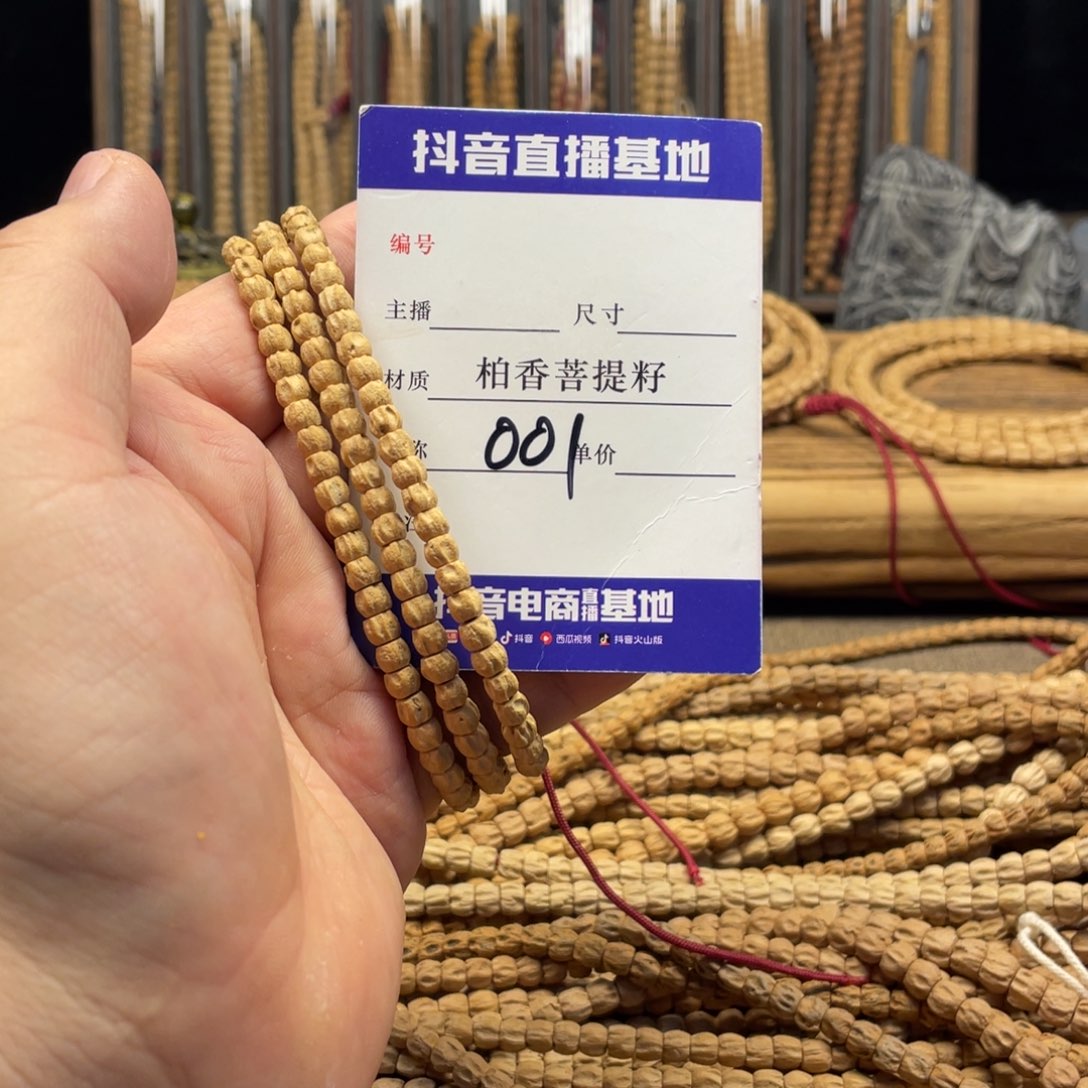 抖音直播基地
编号
主播 尺寸
材质 柏香菩提籽
称 001 单价
抖音电商直播基地
抖音 西瓜视频 抖音火山版